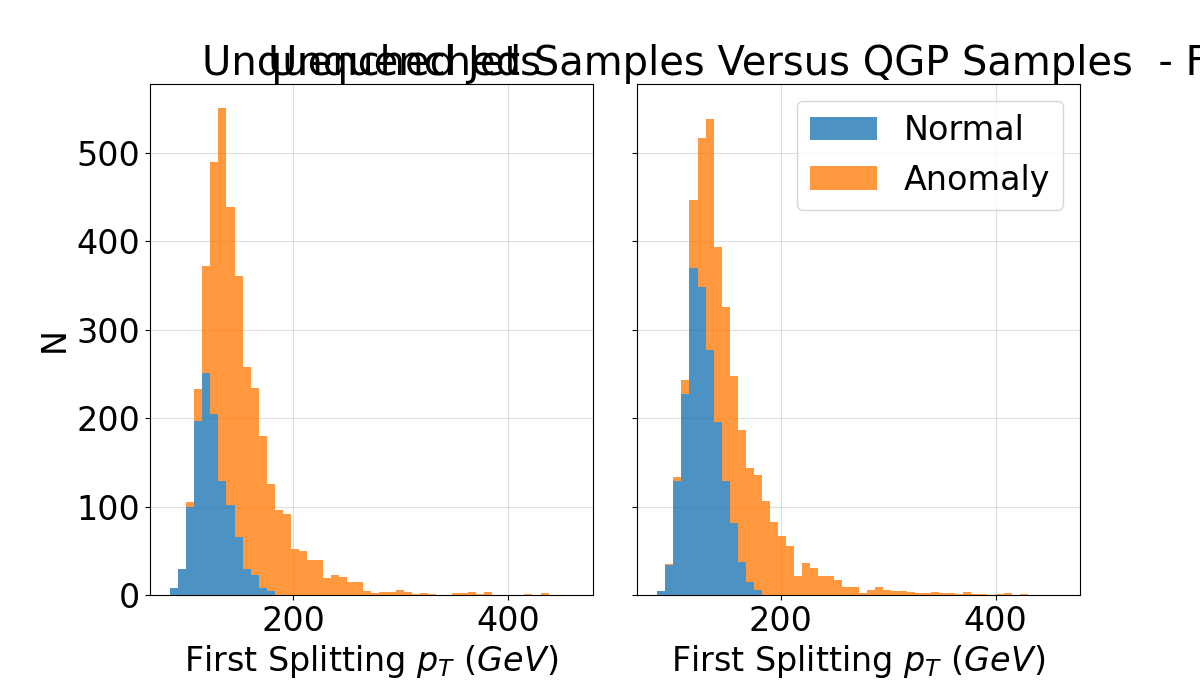 Samples Versus QGP Samples  -
500
400
300
200
100
0
N
Normal
Anomaly
200
400
200
400
First Splitting p_T (GeV)
First Splitting p_T (GeV)